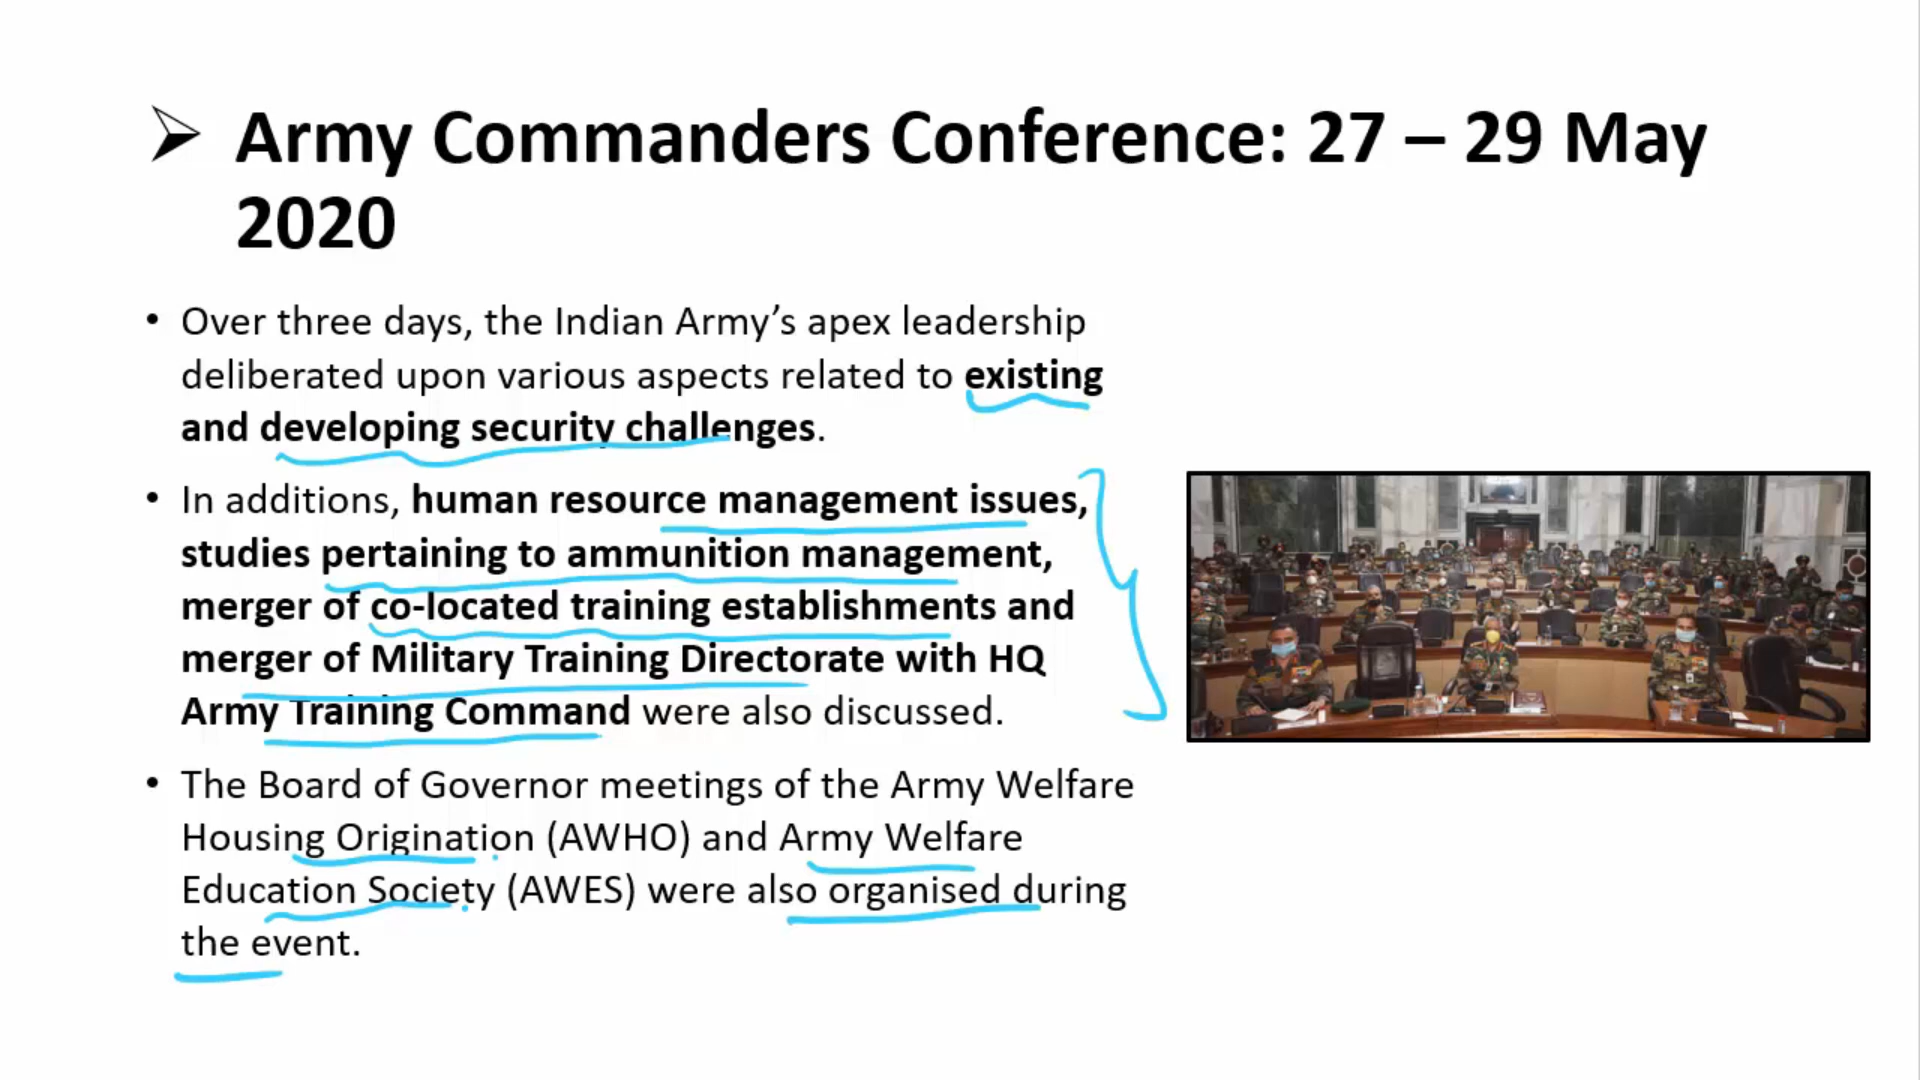 Army Commanders Conference: 27 – 29 May
2020
• Over three days, the Indian Army’s apex leadership
deliberated upon various aspects related to existing
and developing security challenges.
• In additions, human resource management issues,
studies pertaining to ammunition management,
merger of co-located training establishments and
merger of Military Training Directorate with HQ
Army Training Command were also discussed.
• The Board of Governor meetings of the Army Welfare
Housing Origination (AWHO) and Army Welfare
Education Society (AWES) were also organised during
the event.